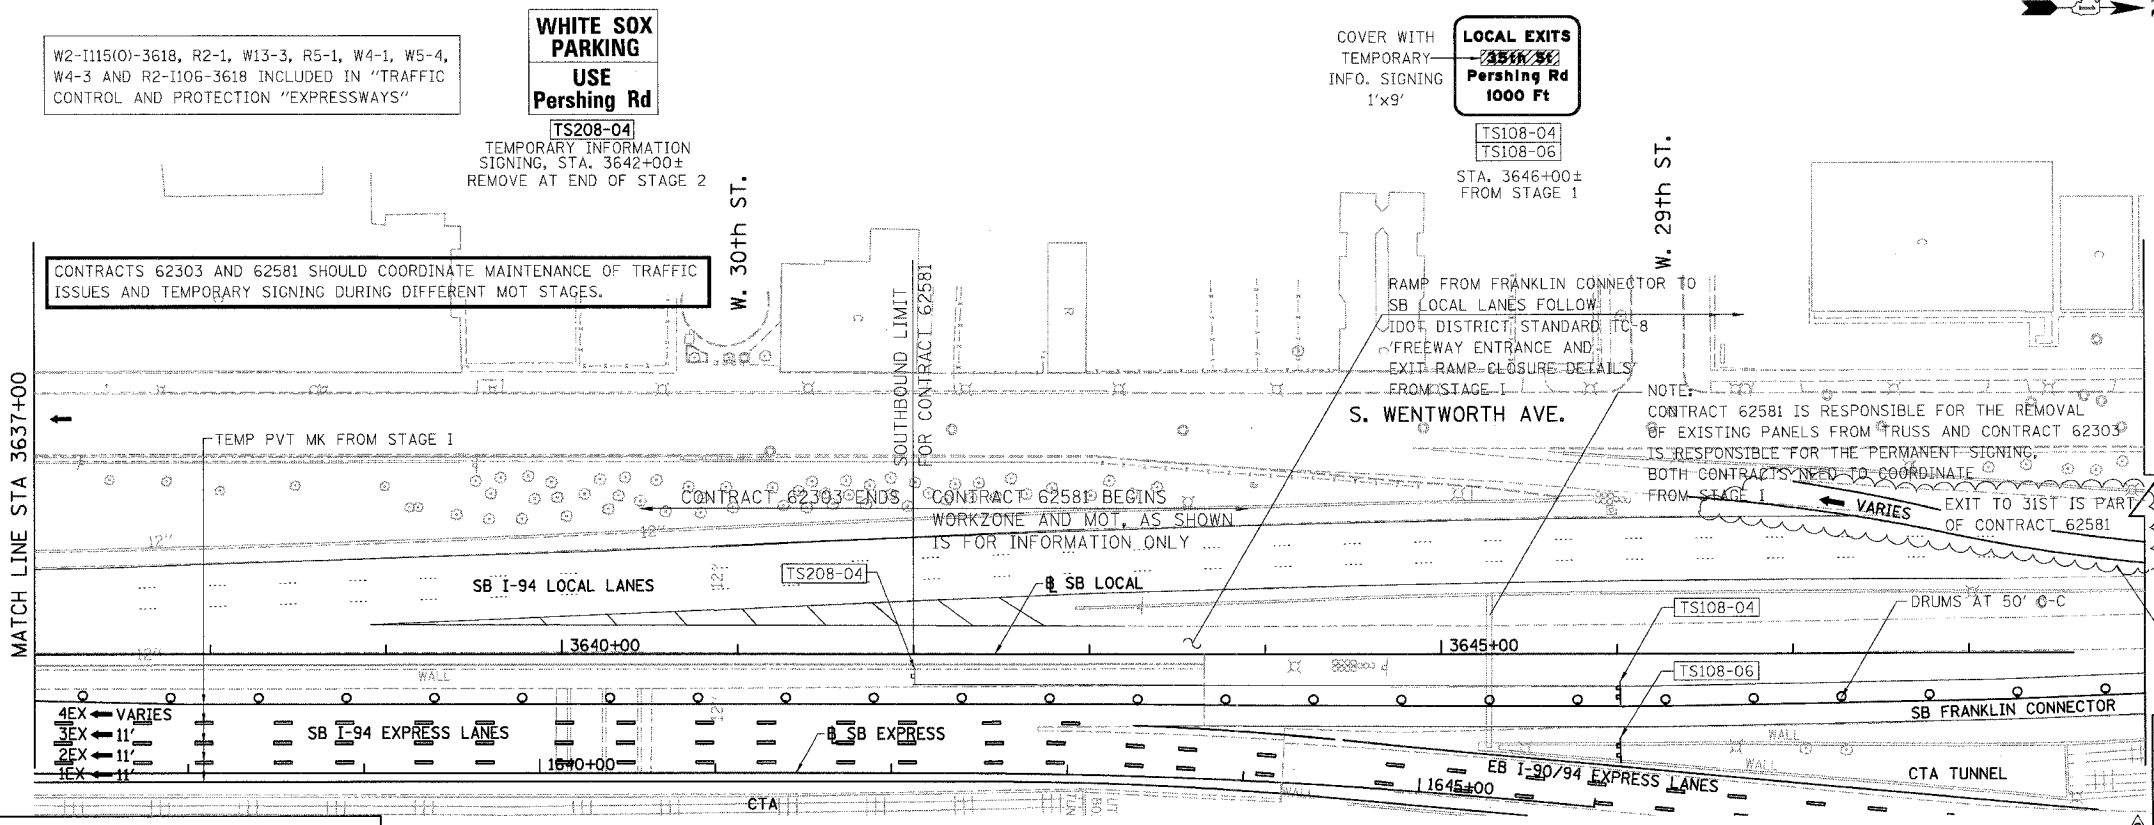 W2-I115(O)-3618, R2-1, W13-3, R5-1, W4-1, W5-4,
W4-3 AND R2-I106-3618 INCLUDED IN "TRAFFIC
CONTROL AND PROTECTION "EXPRESSWAYS"
WHITE SOX
PARKING
USE
Pershing Rd
TS208-04
TEMPORARY INFORMATION
SIGNING, STA. 3642+00±
REMOVE AT END OF STAGE 2
COVER WITH
TEMPORARY
INFO. SIGNING
1'x9'
LOCAL EXITS
35th St
Pershing Rd
1000 Ft
TS108-04
TS108-06
STA. 3646+00±
FROM STAGE 1
W. 30th ST.
W. 29th ST.
CONTRACTS 62303 AND 62581 SHOULD COORDINATE MAINTENANCE OF TRAFFIC
ISSUES AND TEMPORARY SIGNING DURING DIFFERENT MOT STAGES.
C
R
C
C
C
SOUTHBOUND LIMIT
FOR CONTRACT 62581
RAMP FROM FRANKLIN CONNECTOR TO
SB LOCAL LANES FOLLOW
IDOT DISTRICT STANDARD TC-8
'FREEWAY ENTRANCE AND
EXIT RAMP CLOSURE DETAILS'
FROM STAGE I
S. WENTWORTH AVE.
NOTE:
CONTRACT 62581 IS RESPONSIBLE FOR THE REMOVAL
OF EXISTING PANELS FROM TRUSS AND CONTRACT 62303
IS RESPONSIBLE FOR THE PERMANENT SIGNING.
BOTH CONTRACTS NEED TO COORDINATE
FROM STAGE I
MATCH LINE STA 3637+00
TEMP PVT MK FROM STAGE I
CONTRACT 62303 ENDS
CONTRACT 62581 BEGINS
WORKZONE AND MOT, AS SHOWN
IS FOR INFORMATION ONLY
VARIES
EXIT TO 31ST IS PART
OF CONTRACT 62581
12"
12"
12"
SB I-94 LOCAL LANES
TS208-04
℄ SB LOCAL
TS108-04
DRUMS AT 50' C-C
12"
3640+00
3645+00
WALL
TS108-06
12"
4EX VARIES
3EX 11'
2EX 11'
1EX 11'
SB I-94 EXPRESS LANES
℄ SB EXPRESS
SB FRANKLIN CONNECTOR
WALL
WALL
1640+00
EB I-90/94 EXPRESS LANES
1645+00
CTA TUNNEL
CTA
WALL